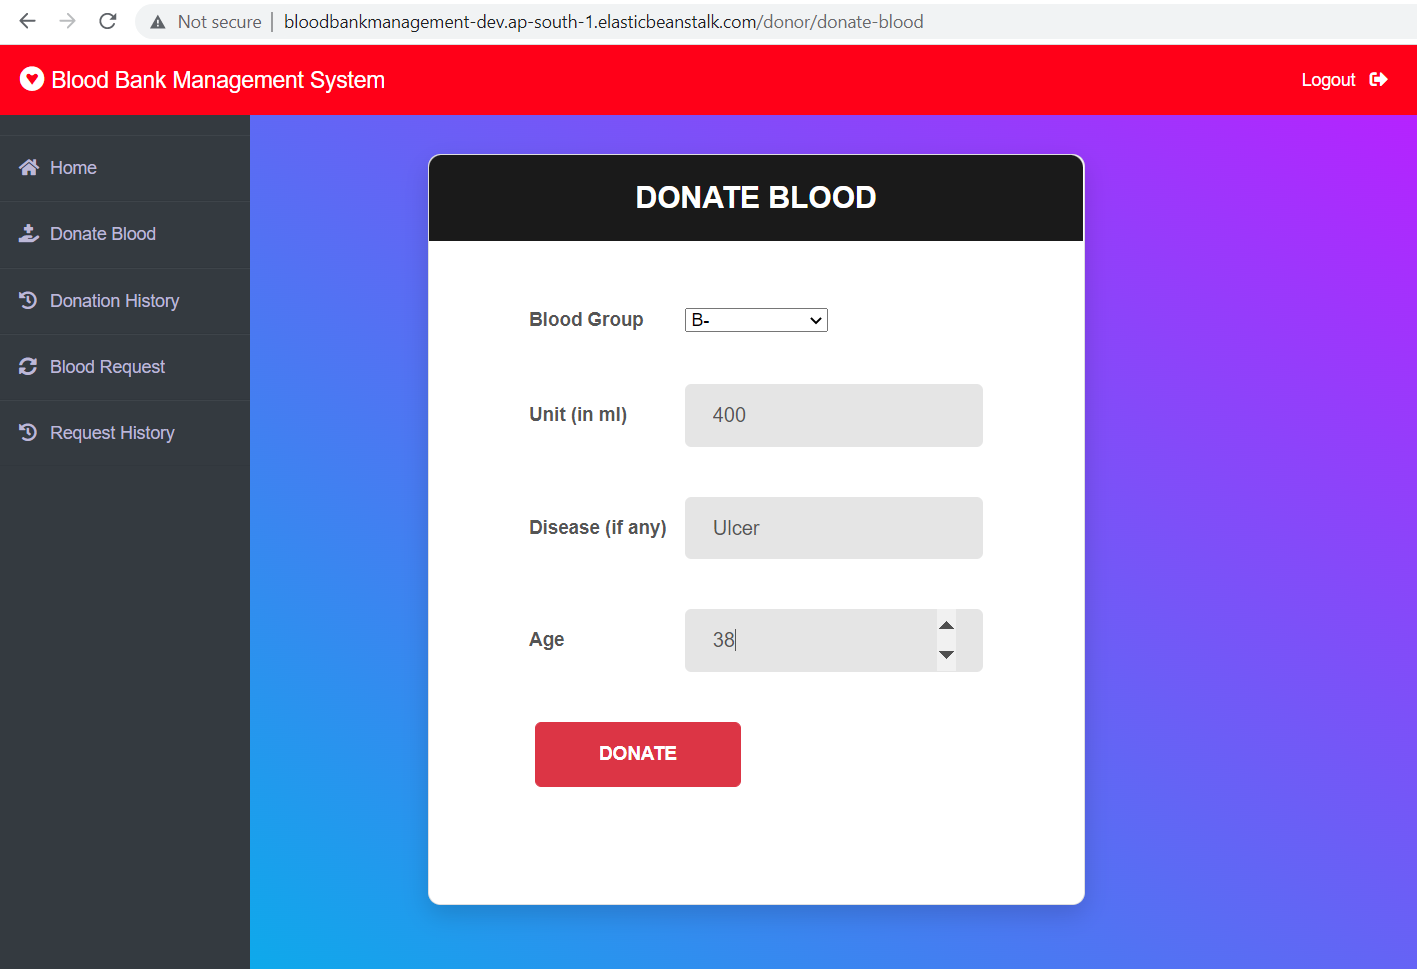 Not secure | bloodbankmanagement-dev.ap-south-1.elasticbeanstalk.com/donor/donate-blood
Blood Bank Management System
Logout
Home
Donate Blood
Donation History
Blood Request
Request History
DONATE BLOOD
Blood Group B-
Unit (in ml) 400
Disease (if any) Ulcer
Age 38
DONATE